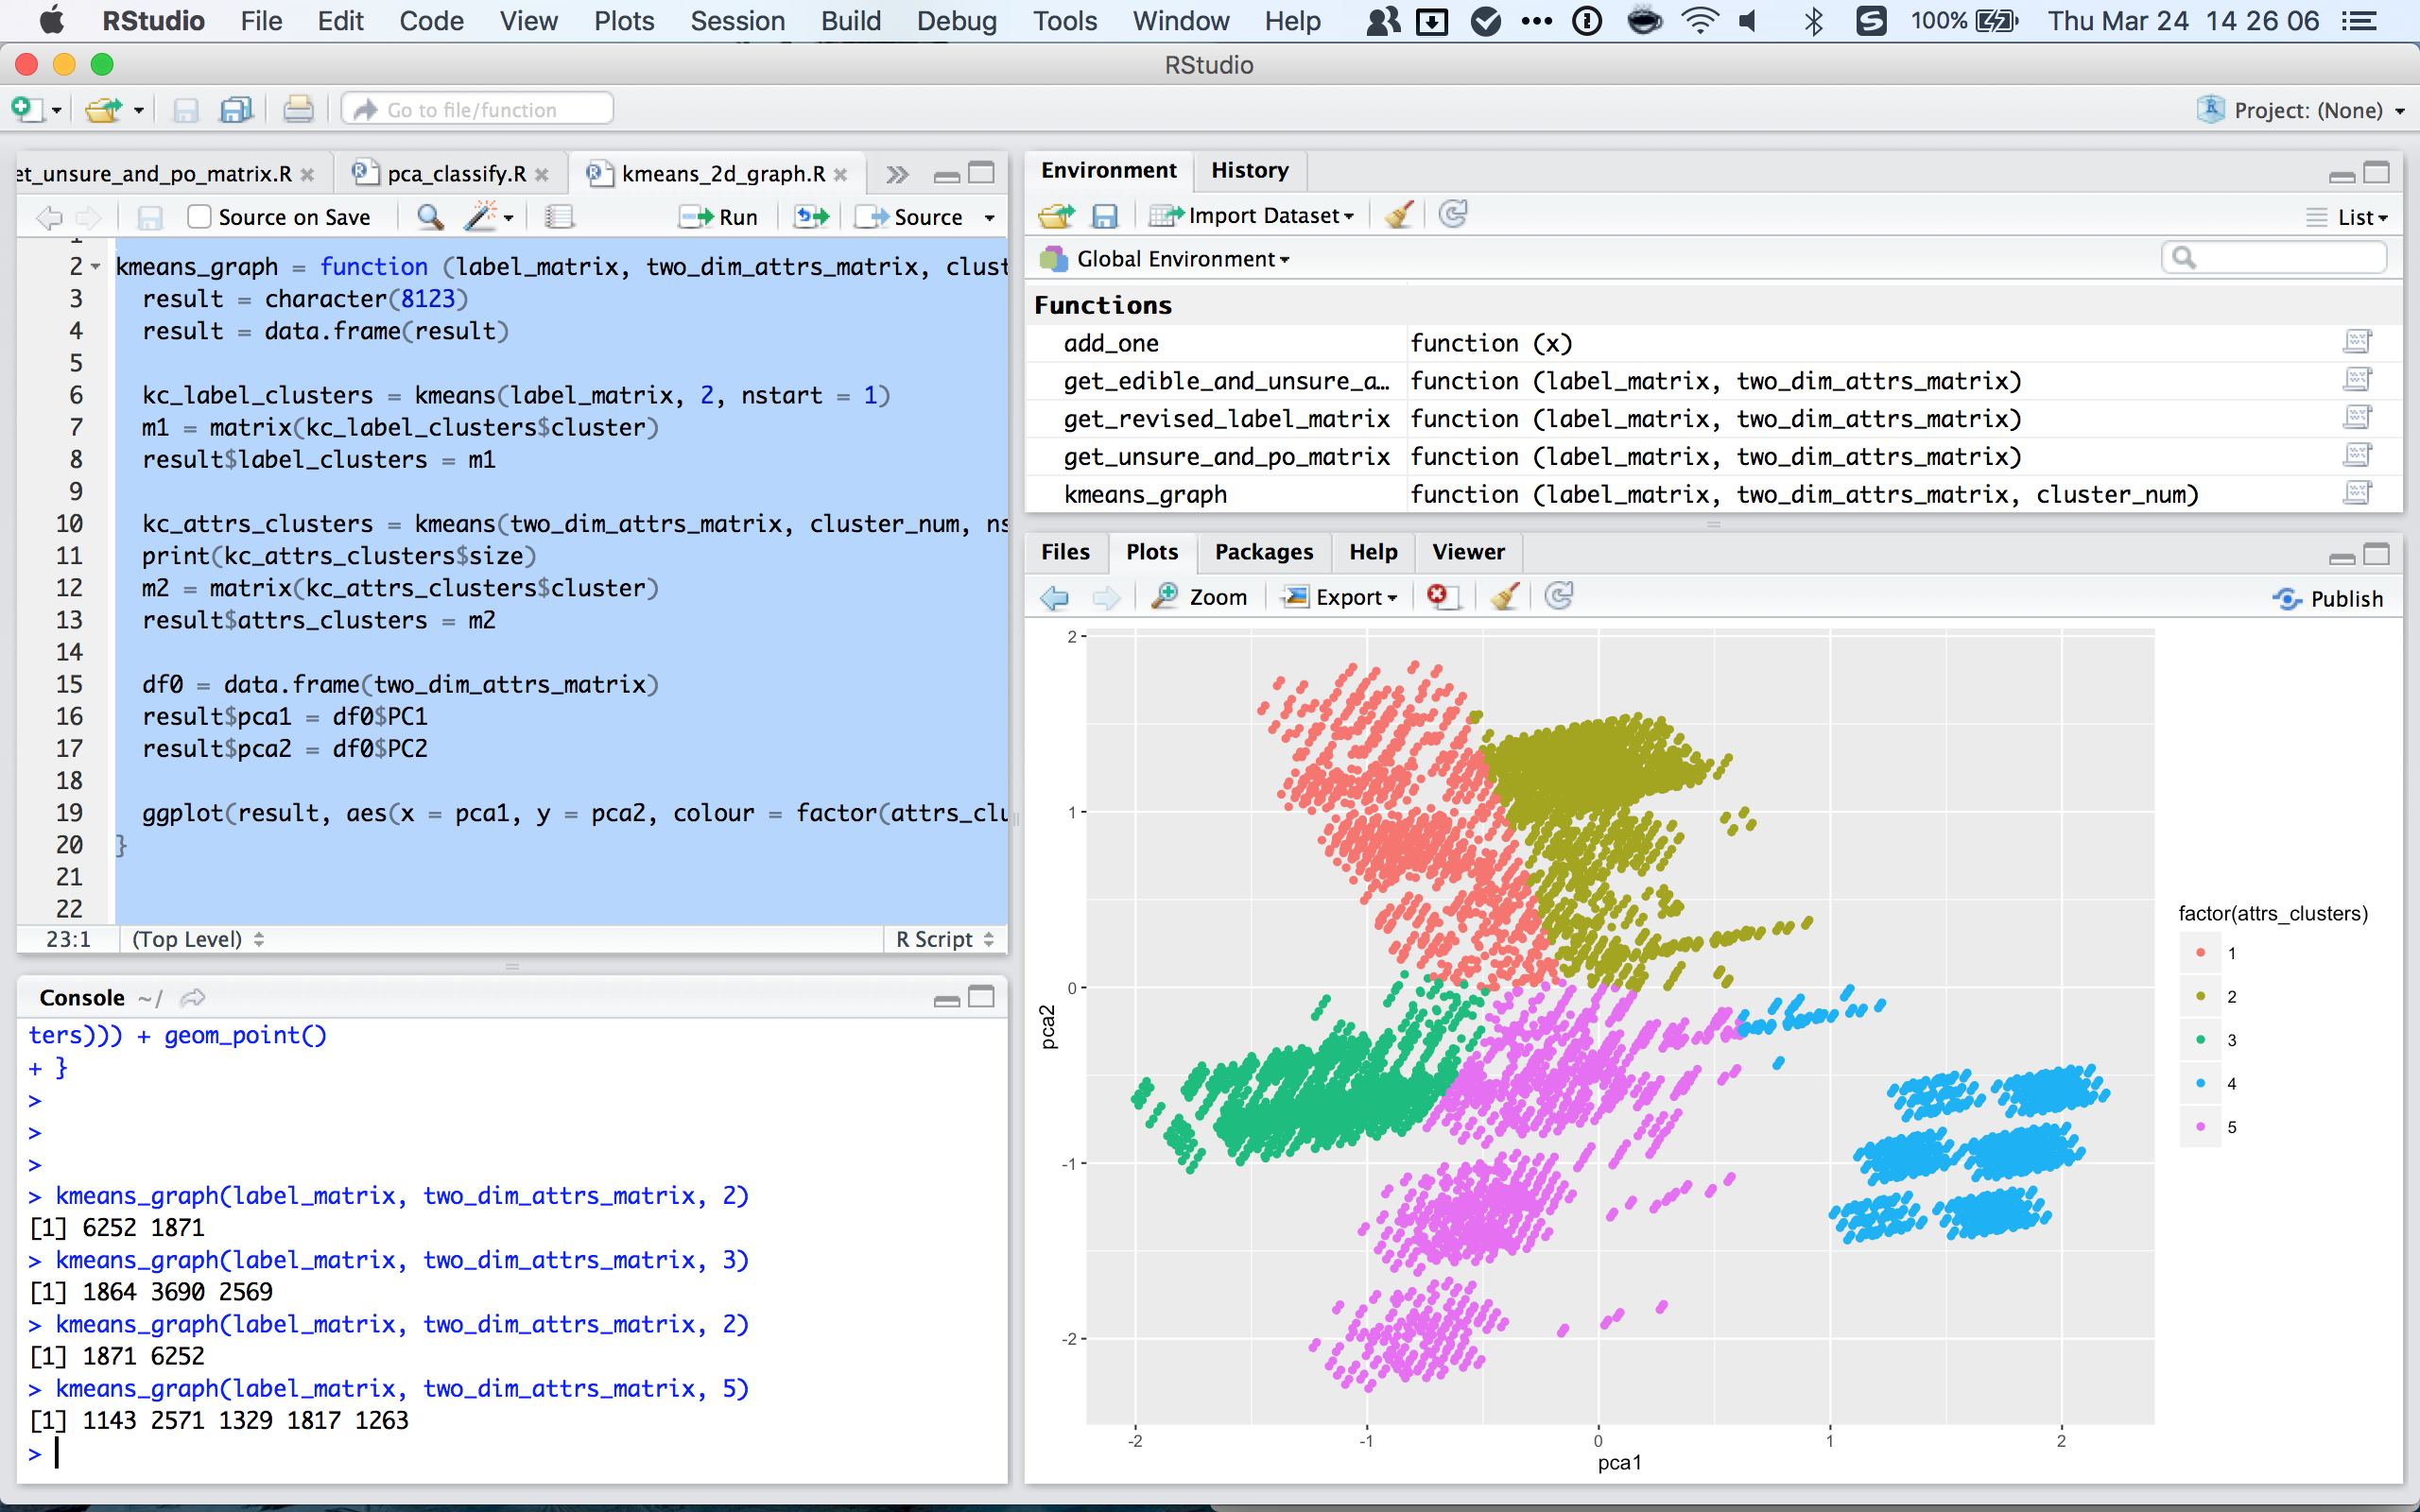 RStudio File Edit Code View Plots Session Build Debug Tools Window Help 100% Thu Mar 24 14 26 06
RStudio
Go to file/function
Project: (None)
et_unsure_and_po_matrix.R
pca_classify.R
kmeans_2d_graph.R
Source on Save
Run
Source
1
2 kmeans_graph = function (label_matrix, two_dim_attrs_matrix, clust
3 result = character(8123)
4 result = data.frame(result)
5
6 kc_label_clusters = kmeans(label_matrix, 2, nstart = 1)
7 m1 = matrix(kc_label_clusters$cluster)
8 result$label_clusters = m1
9
10 kc_attrs_clusters = kmeans(two_dim_attrs_matrix, cluster_num, ns
11 print(kc_attrs_clusters$size)
12 m2 = matrix(kc_attrs_clusters$cluster)
13 result$attrs_clusters = m2
14
15 df0 = data.frame(two_dim_attrs_matrix)
16 result$pca1 = df0$PC1
17 result$pca2 = df0$PC2
18
19 ggplot(result, aes(x = pca1, y = pca2, colour = factor(attrs_clu
20 }
21
22
23:1 (Top Level) R Script
Console ~/
ters))) + geom_point()
+ }
>
>
>
> kmeans_graph(label_matrix, two_dim_attrs_matrix, 2)
[1] 6252 1871
> kmeans_graph(label_matrix, two_dim_attrs_matrix, 3)
[1] 1864 3690 2569
> kmeans_graph(label_matrix, two_dim_attrs_matrix, 2)
[1] 1871 6252
> kmeans_graph(label_matrix, two_dim_attrs_matrix, 5)
[1] 1143 2571 1329 1817 1263
>
Environment History
Import Dataset
List
Global Environment
Functions
add_one function (x)
get_edible_and_unsure_a… function (label_matrix, two_dim_attrs_matrix)
get_revised_label_matrix function (label_matrix, two_dim_attrs_matrix)
get_unsure_and_po_matrix function (label_matrix, two_dim_attrs_matrix)
kmeans_graph function (label_matrix, two_dim_attrs_matrix, cluster_num)
Files Plots Packages Help Viewer
Zoom Export Publish
2
1
0
-1
-2
pca2
-2 -1 0 1 2
pca1
factor(attrs_clusters)
1
2
3
4
5